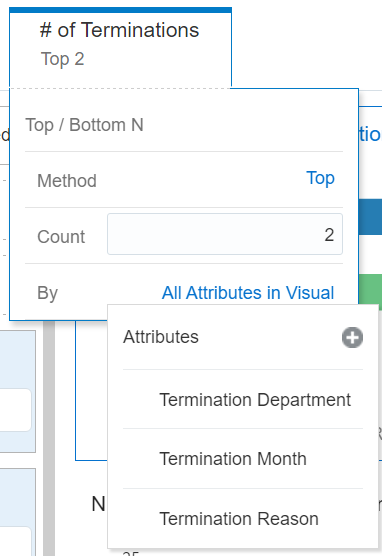 # of Terminations
Top 2
Top / Bottom N
tio
Method Top
Count 2
By All Attributes in Visual
Attributes
Termination Department
Termination Month
N
Termination Reason